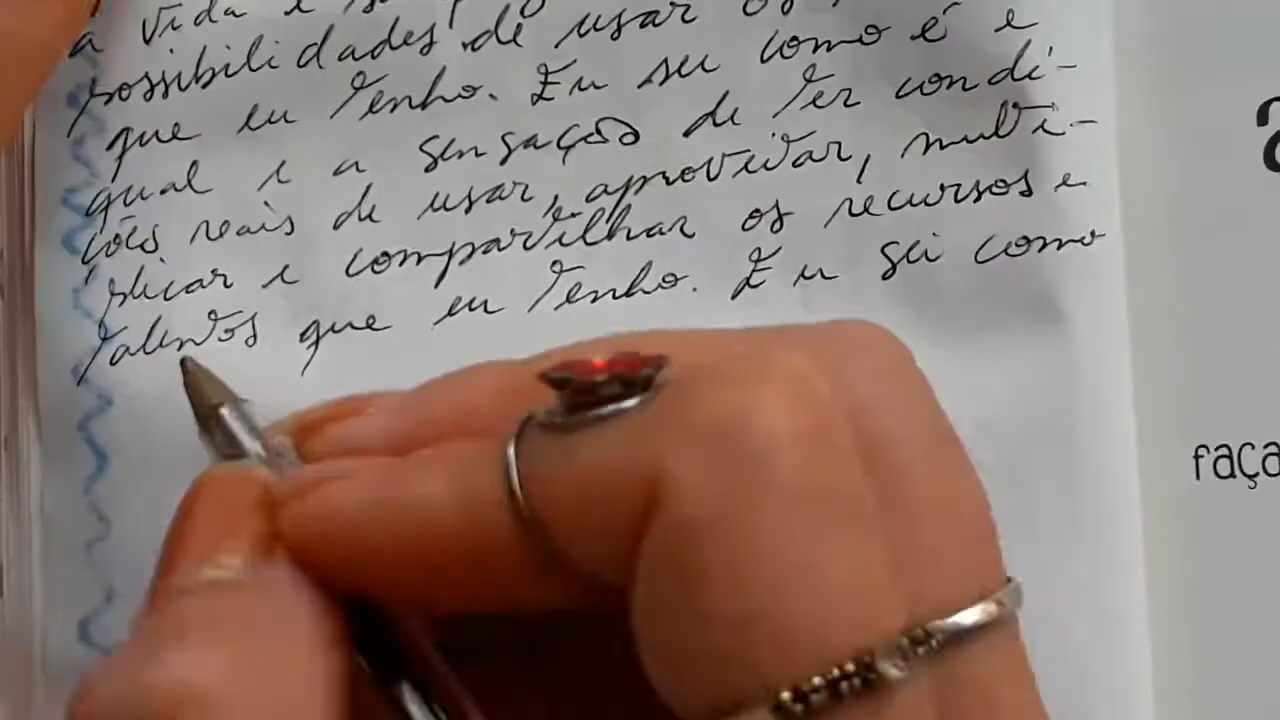 a vida e
possibilidades de usar os
que eu tenho. Eu sei como é e
qual e a sensação de ter condi-
ções reais de usar, aproveitar, multi-
plicar e compartilhar os recursos e
talentos que eu tenho. Eu sei como
faça